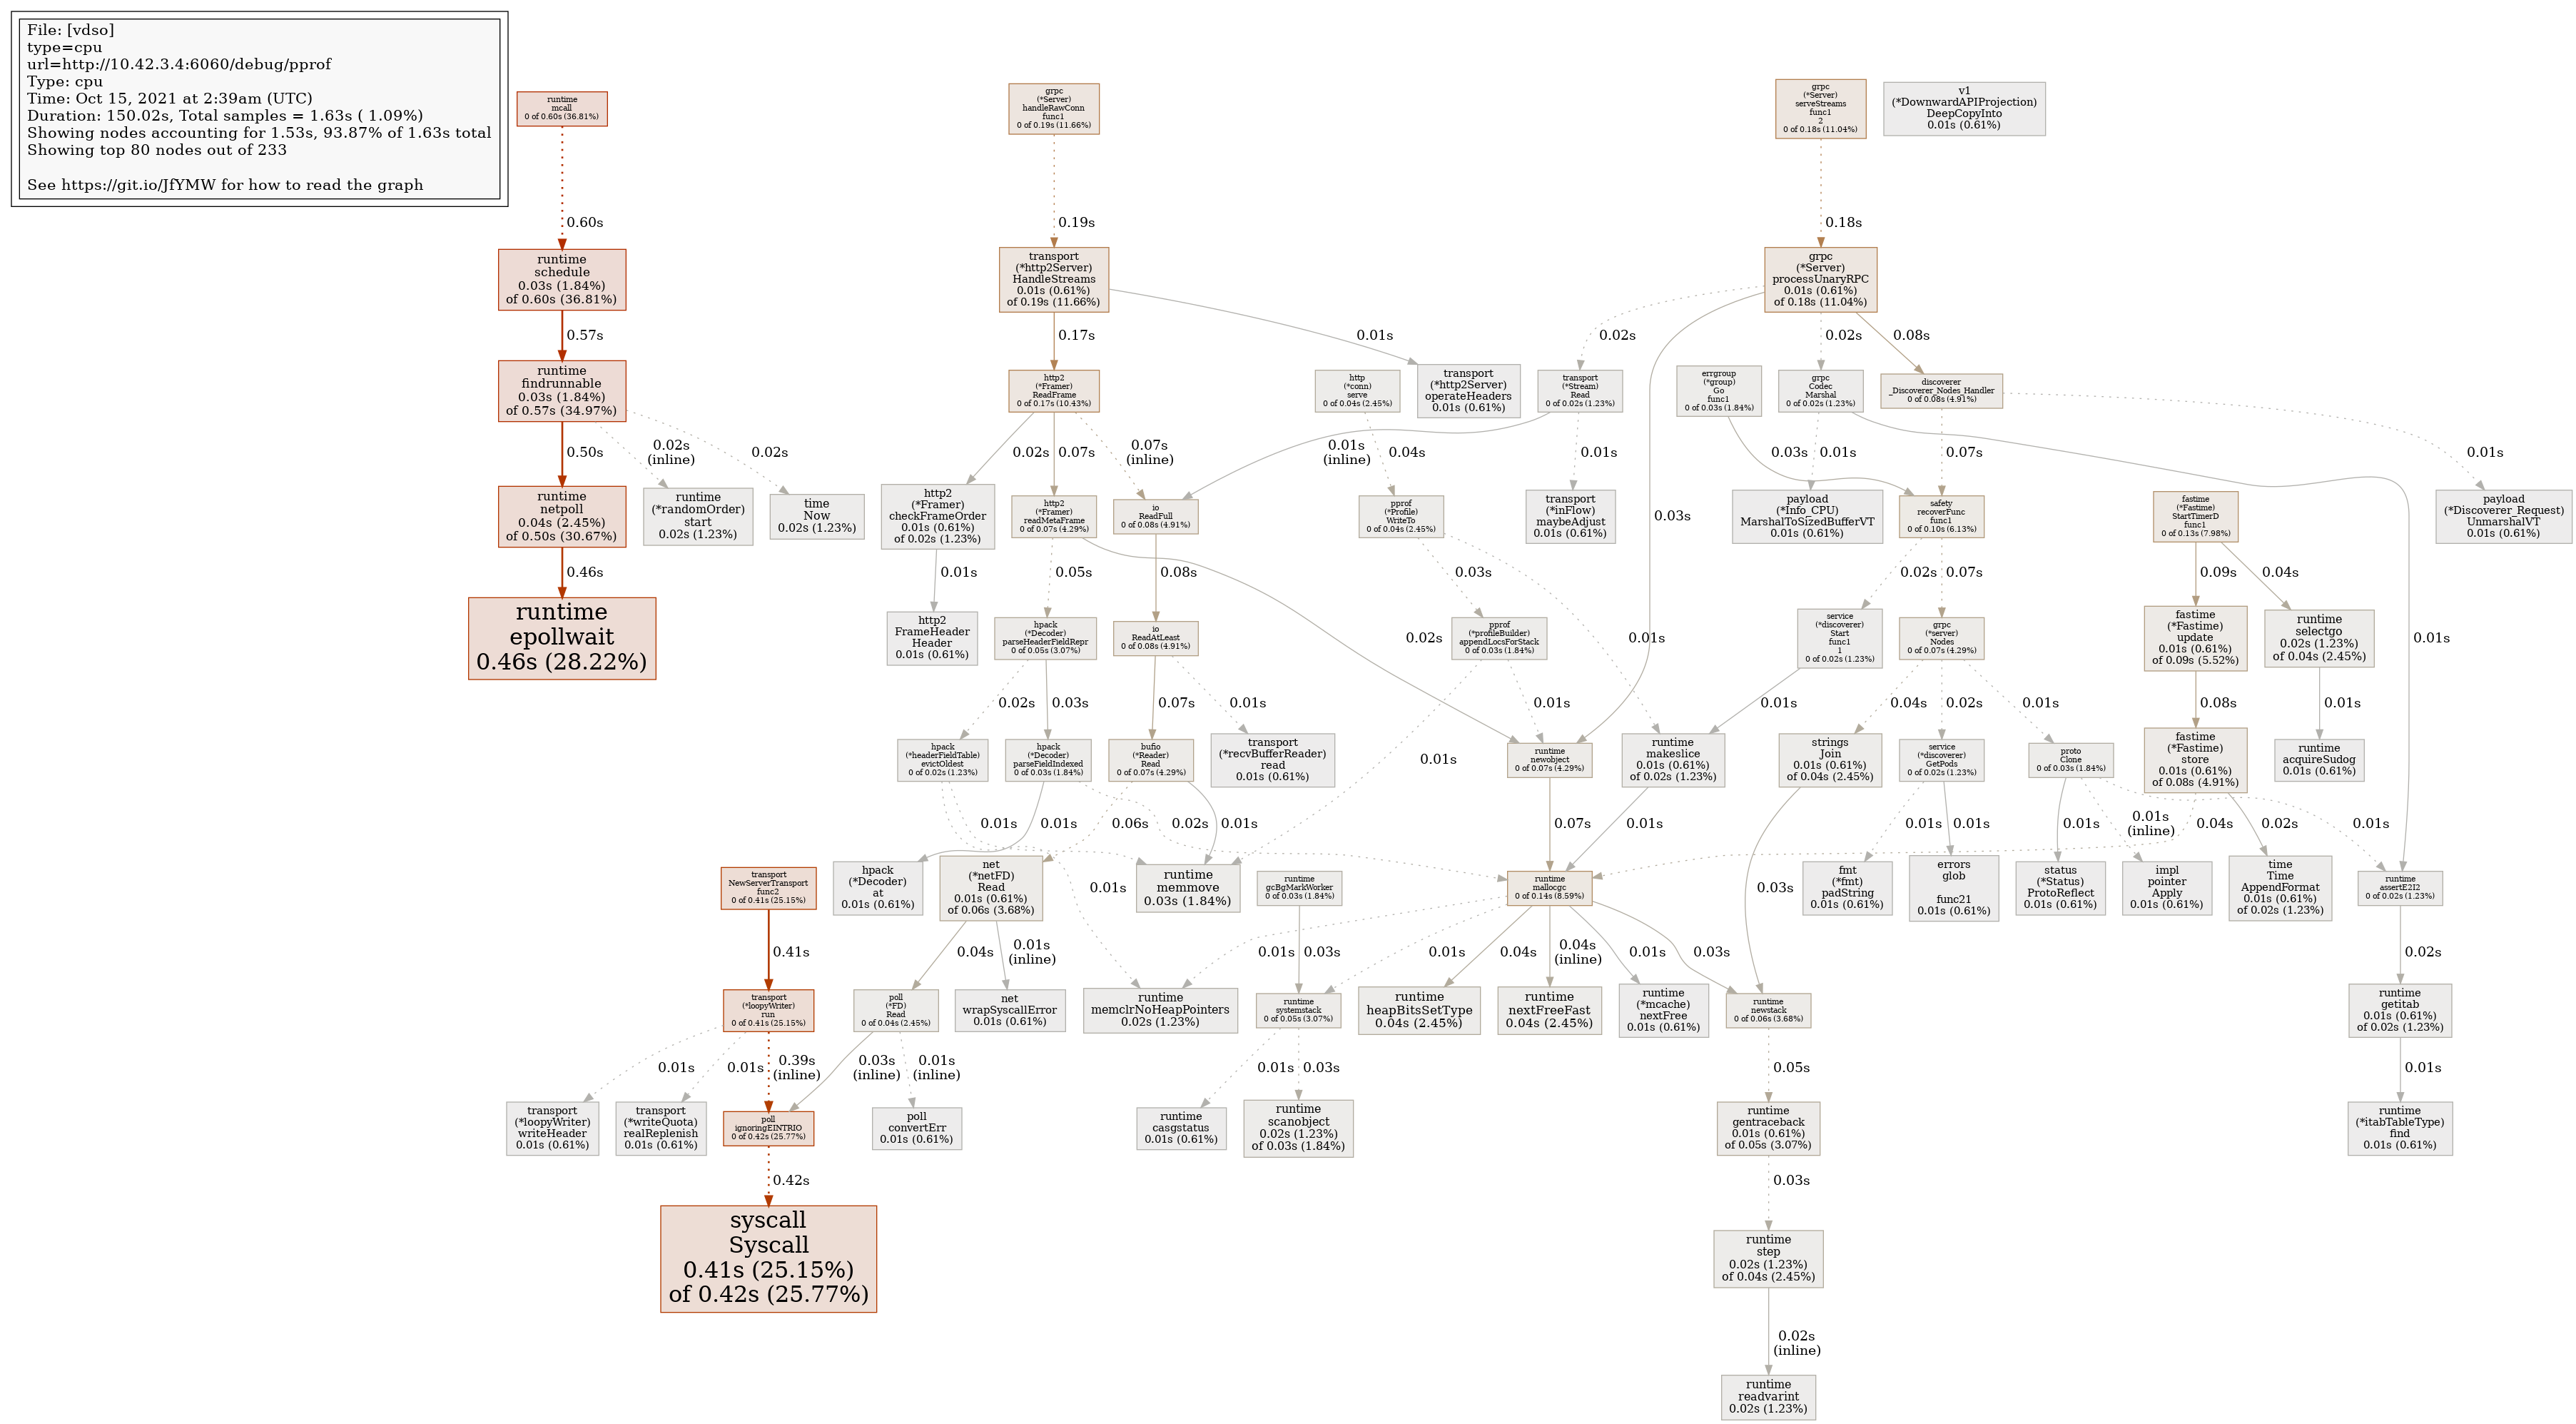 File: [vdso]
type=cpu
url=http://10.42.3.4:6060/debug/pprof
Type: cpu
Time: Oct 15, 2021 at 2:39am (UTC)
Duration: 150.02s, Total samples = 1.63s ( 1.09%)
Showing nodes accounting for 1.53s, 93.87% of 1.63s total
Showing top 80 nodes out of 233
See https://git.io/JfYMW for how to read the graph
runtime
mcall
0 of 0.60s (36.81%)
grpc
(*Server)
handleRawConn
func1
0 of 0.19s (11.66%)
grpc
(*Server)
serveStreams
func1
2
0 of 0.18s (11.04%)
v1
(*DownwardAPIProjection)
DeepCopyInto
0.01s (0.61%)
0.60s
0.19s
0.18s
runtime
schedule
0.03s (1.84%)
of 0.60s (36.81%)
transport
(*http2Server)
HandleStreams
0.01s (0.61%)
of 0.19s (11.66%)
grpc
(*Server)
processUnaryRPC
0.01s (0.61%)
of 0.18s (11.04%)
0.57s
0.17s
0.01s
0.02s
0.02s
0.08s
runtime
findrunnable
0.03s (1.84%)
of 0.57s (34.97%)
http2
(*Framer)
ReadFrame
0 of 0.17s (10.43%)
http
(*conn)
serve
0 of 0.04s (2.45%)
transport
(*http2Server)
operateHeaders
0.01s (0.61%)
transport
(*Stream)
Read
0 of 0.02s (1.23%)
errgroup
(*group)
Go
func1
0 of 0.03s (1.84%)
grpc
Codec
Marshal
0 of 0.02s (1.23%)
discoverer
_Discoverer_Nodes_Handler
0 of 0.08s (4.91%)
0.50s
0.02s
(inline)
0.02s
0.02s
0.07s
0.07s
(inline)
0.01s
(inline)
0.04s
0.01s
0.03s
0.03s
0.01s
0.07s
0.01s
runtime
netpoll
0.04s (2.45%)
of 0.50s (30.67%)
runtime
(*randomOrder)
start
0.02s (1.23%)
time
Now
0.02s (1.23%)
http2
(*Framer)
checkFrameOrder
0.01s (0.61%)
of 0.02s (1.23%)
http2
(*Framer)
readMetaFrame
0 of 0.07s (4.29%)
io
ReadFull
0 of 0.08s (4.91%)
pprof
(*Profile)
WriteTo
0 of 0.04s (2.45%)
transport
(*inFlow)
maybeAdjust
0.01s (0.61%)
payload
(*Info_CPU)
MarshalToSizedBufferVT
0.01s (0.61%)
safety
recoverFunc
func1
0 of 0.10s (6.13%)
fastime
(*Fastime)
StartTimerD
func1
0 of 0.13s (7.98%)
payload
(*Discoverer_Request)
UnmarshalVT
0.01s (0.61%)
0.46s
0.01s
0.05s
0.08s
0.03s
0.02s
0.07s
0.09s
0.04s
runtime
epollwait
0.46s (28.22%)
http2
FrameHeader
Header
0.01s (0.61%)
hpack
(*Decoder)
parseHeaderFieldRepr
0 of 0.05s (3.07%)
io
ReadAtLeast
0 of 0.08s (4.91%)
0.02s
pprof
(*profileBuilder)
appendLocsForStack
0 of 0.03s (1.84%)
0.01s
service
(*discoverer)
Start
func1
1
0 of 0.02s (1.23%)
grpc
(*server)
Nodes
0 of 0.07s (4.29%)
fastime
(*Fastime)
update
0.01s (0.61%)
of 0.09s (5.52%)
runtime
selectgo
0.02s (1.23%)
of 0.04s (2.45%)
0.01s
0.02s
0.03s
0.07s
0.01s
0.01s
0.01s
0.04s
0.02s
0.01s
0.08s
0.01s
hpack
(*headerFieldTable)
evictOldest
0 of 0.02s (1.23%)
hpack
(*Decoder)
parseFieldIndexed
0 of 0.03s (1.84%)
bufio
(*Reader)
Read
0 of 0.07s (4.29%)
transport
(*recvBufferReader)
read
0.01s (0.61%)
0.01s
runtime
newobject
0 of 0.07s (4.29%)
runtime
makeslice
0.01s (0.61%)
of 0.02s (1.23%)
strings
Join
0.01s (0.61%)
of 0.04s (2.45%)
service
(*discoverer)
GetPods
0 of 0.02s (1.23%)
proto
Clone
0 of 0.03s (1.84%)
fastime
(*Fastime)
store
0.01s (0.61%)
of 0.08s (4.91%)
runtime
acquireSudog
0.01s (0.61%)
0.01s
0.01s
0.06s
0.02s
0.01s
0.07s
0.01s
0.01s
0.01s
0.01s
0.01s
(inline)
0.04s
0.02s
0.01s
transport
NewServerTransport
func2
0 of 0.41s (25.15%)
hpack
(*Decoder)
at
0.01s (0.61%)
net
(*netFD)
Read
0.01s (0.61%)
of 0.06s (3.68%)
0.01s
runtime
memmove
0.03s (1.84%)
runtime
gcBgMarkWorker
0 of 0.03s (1.84%)
runtime
mallocgc
0 of 0.14s (8.59%)
0.03s
fmt
(*fmt)
padString
0.01s (0.61%)
errors
glob

func21
0.01s (0.61%)
status
(*Status)
ProtoReflect
0.01s (0.61%)
impl
pointer
Apply
0.01s (0.61%)
time
Time
AppendFormat
0.01s (0.61%)
of 0.02s (1.23%)
runtime
assertE2I2
0 of 0.02s (1.23%)
0.41s
0.04s
0.01s
(inline)
0.01s
0.03s
0.01s
0.04s
0.04s
(inline)
0.01s
0.03s
0.02s
transport
(*loopyWriter)
run
0 of 0.41s (25.15%)
poll
(*FD)
Read
0 of 0.04s (2.45%)
net
wrapSyscallError
0.01s (0.61%)
runtime
memclrNoHeapPointers
0.02s (1.23%)
runtime
systemstack
0 of 0.05s (3.07%)
runtime
heapBitsSetType
0.04s (2.45%)
runtime
nextFreeFast
0.04s (2.45%)
runtime
(*mcache)
nextFree
0.01s (0.61%)
runtime
newstack
0 of 0.06s (3.68%)
runtime
getitab
0.01s (0.61%)
of 0.02s (1.23%)
0.01s
0.01s
0.39s
(inline)
0.03s
(inline)
0.01s
(inline)
0.01s
0.03s
0.05s
0.01s
transport
(*loopyWriter)
writeHeader
0.01s (0.61%)
transport
(*writeQuota)
realReplenish
0.01s (0.61%)
poll
ignoringEINTRIO
0 of 0.42s (25.77%)
poll
convertErr
0.01s (0.61%)
runtime
casgstatus
0.01s (0.61%)
runtime
scanobject
0.02s (1.23%)
of 0.03s (1.84%)
runtime
gentraceback
0.01s (0.61%)
of 0.05s (3.07%)
runtime
(*itabTableType)
find
0.01s (0.61%)
0.42s
0.03s
syscall
Syscall
0.41s (25.15%)
of 0.42s (25.77%)
runtime
step
0.02s (1.23%)
of 0.04s (2.45%)
0.02s
(inline)
runtime
readvarint
0.02s (1.23%)